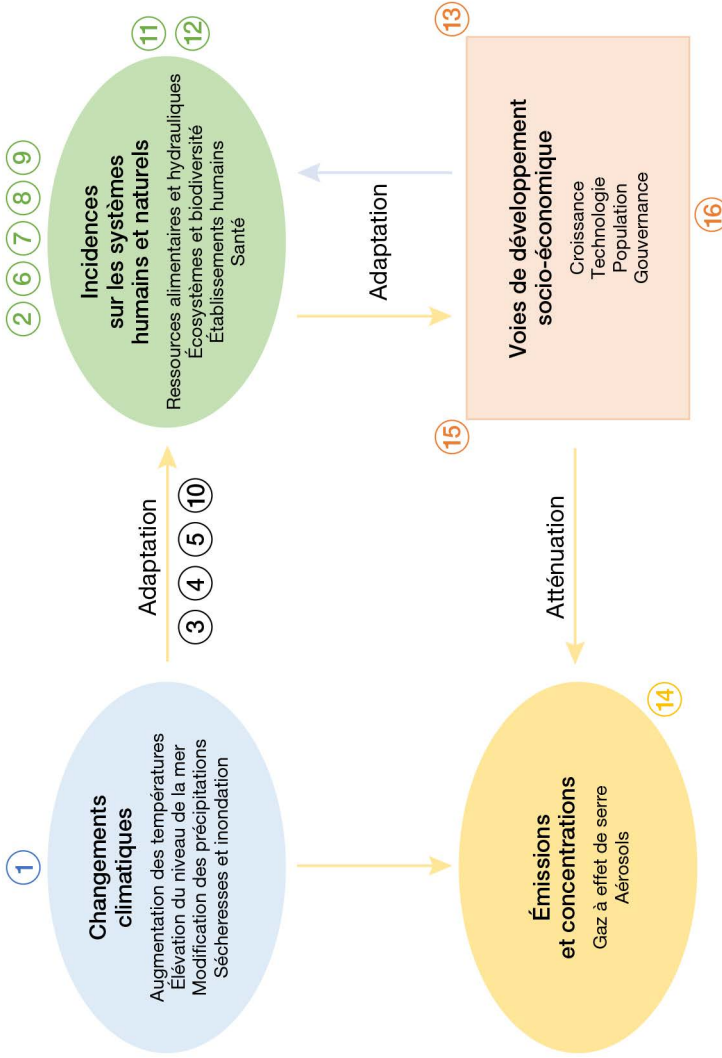 1
Changements
climatiques
Augmentation des températures
Élévation du niveau de la mer
Modification des précipitations
Sécheresses et inondation
Adaptation
3 4 5 10
2 6 7 8 9
Incidences
sur les systèmes
humains et naturels
Ressources alimentaires et hydrauliques
Écosystèmes et biodiversité
Établissements humains
Santé
11
12
Adaptation
Émissions
et concentrations
Gaz à effet de serre
Aérosols
14
Atténuation
15
13
Voies de développement
socio-économique
Croissance
Technologie
Population
Gouvernance
16